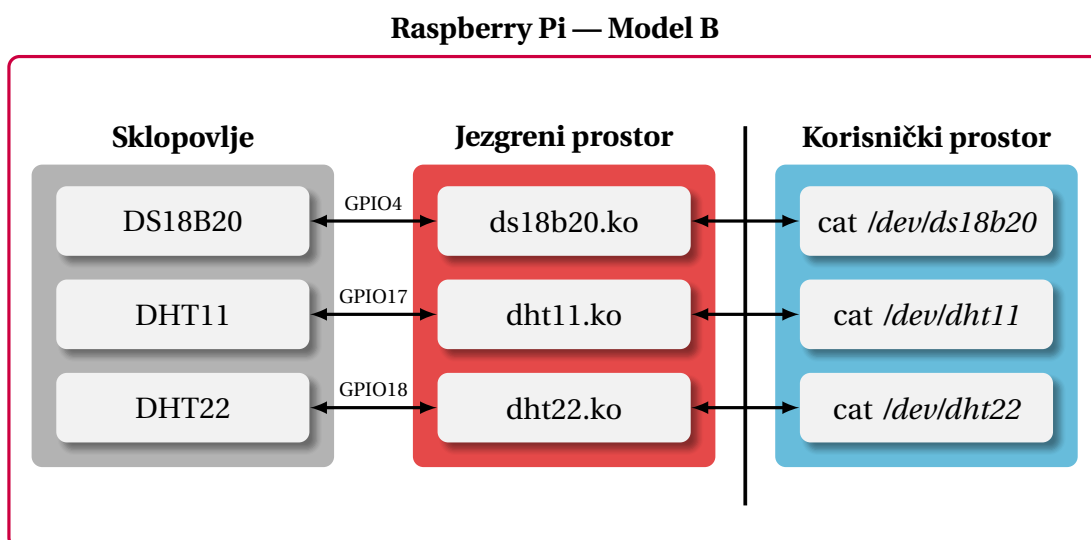 Raspberry Pi — Model B
Sklopovlje
Jezgreni prostor
Korisnički prostor
DS18B20
GPIO4
ds18b20.ko
cat /dev/ds18b20
DHT11
GPIO17
dht11.ko
cat /dev/dht11
DHT22
GPIO18
dht22.ko
cat /dev/dht22